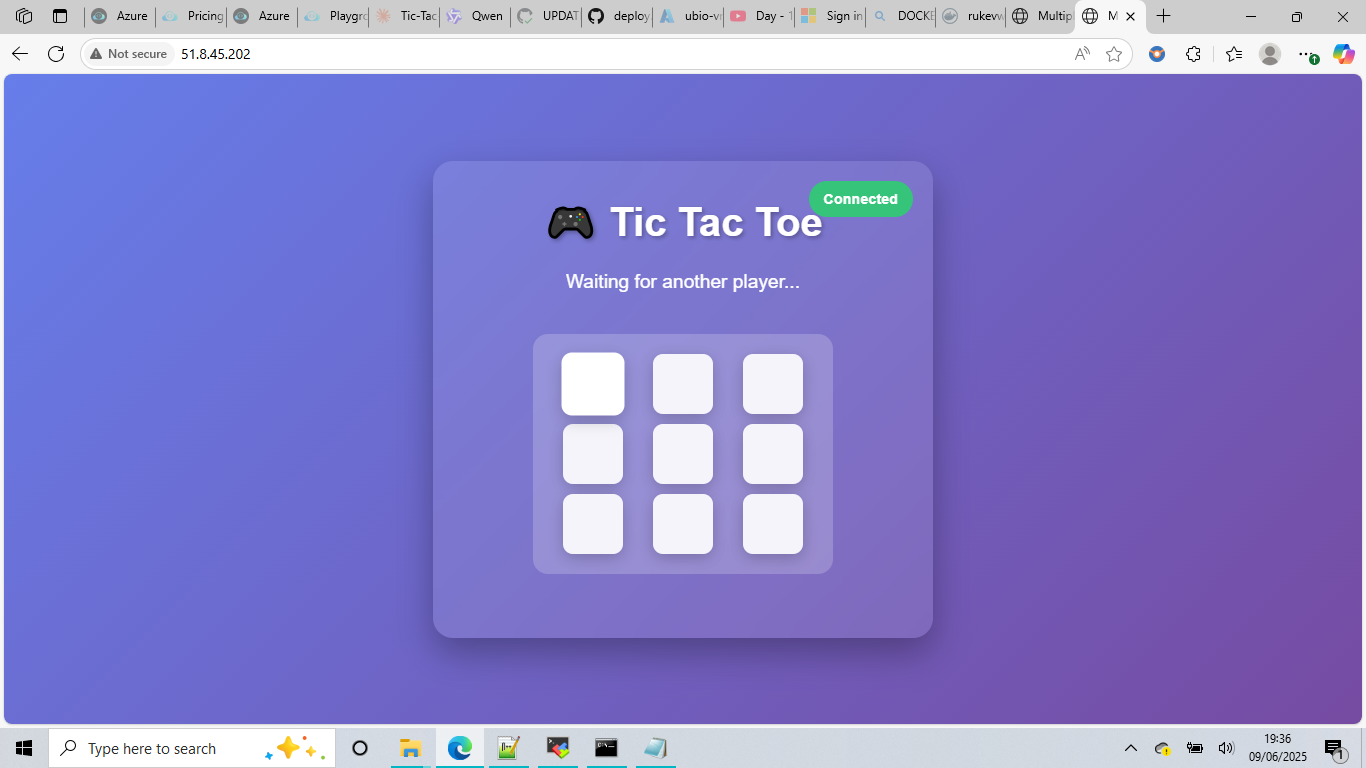 Azure
Pricing
Azure
Playgro
Tic-Tac
Qwen
UPDAT
deploy
ubio-v
Day - 1
Sign in
DOCKE
rukevw
Multip
M
Not secure
51.8.45.202
🎮 Tic Tac Toe
Connected
Waiting for another player...
Type here to search
19:36
09/06/2025
1